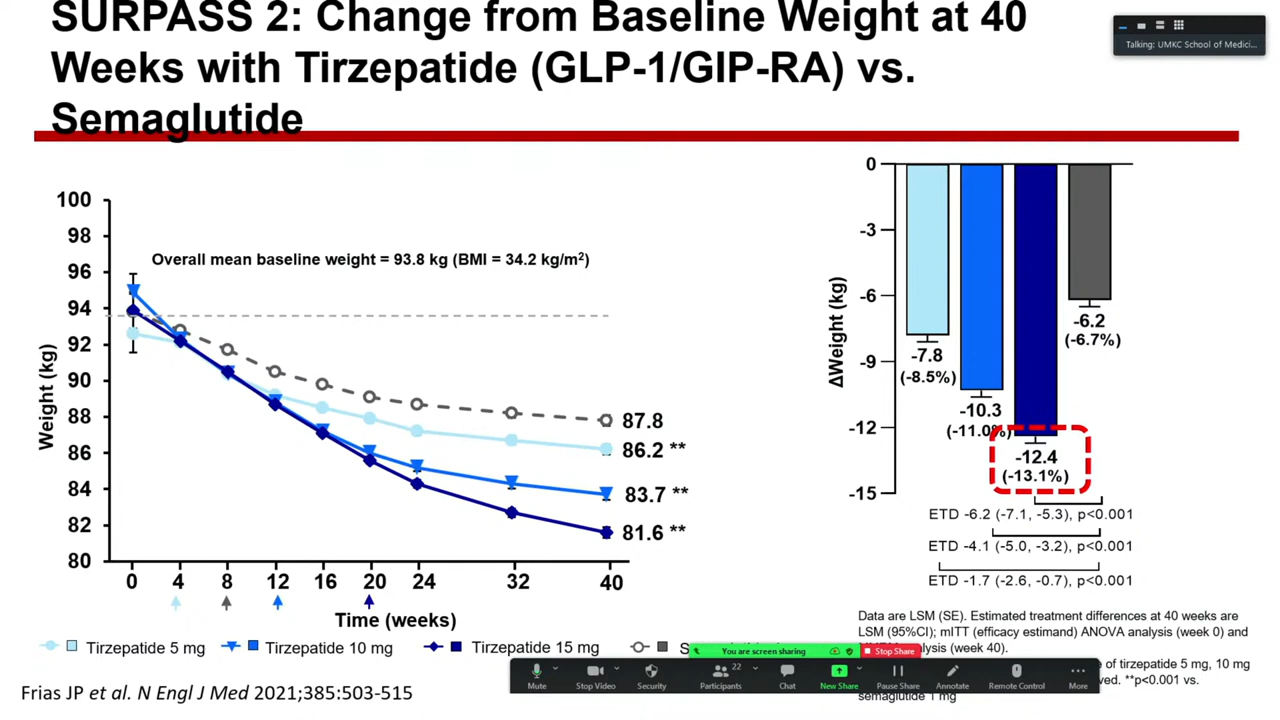 SURPASS 2: Change from Baseline Weight at 40
Weeks with Tirzepatide (GLP-1/GIP-RA) vs.
Semaglutide
Talking: UMKC School of Medici...
100
98
96
94
92
90
88
86
84
82
80
Weight (kg)
Overall mean baseline weight = 93.8 kg (BMI = 34.2 kg/m²)
87.8
86.2 **
83.7 **
81.6 **
0 4 8 12 16 20 24 32 40
Time (weeks)
Tirzepatide 5 mg
Tirzepatide 10 mg
Tirzepatide 15 mg
0
-3
-6
-9
-12
-15
ΔWeight (kg)
-7.8
(-8.5%)
-10.3
(-11.0%)
-12.4
(-13.1%)
-6.2
(-6.7%)
ETD -6.2 (-7.1, -5.3), p<0.001
ETD -4.1 (-5.0, -3.2), p<0.001
ETD -1.7 (-2.6, -0.7), p<0.001
Data are LSM (SE). Estimated treatment differences at 40 weeks are
LSM (95%CI); mITT (efficacy estimand) ANOVA analysis (week 0) and
analysis (week 40).
of tirzepatide 5 mg, 10 mg
**p<0.001 vs.
semaglutide 1 mg
You are screen sharing
Stop Share
Mute
Stop Video
Security
Participants
22
Chat
New Share
Pause Share
Annotate
Remote Control
More
Frias JP et al. N Engl J Med 2021;385:503-515